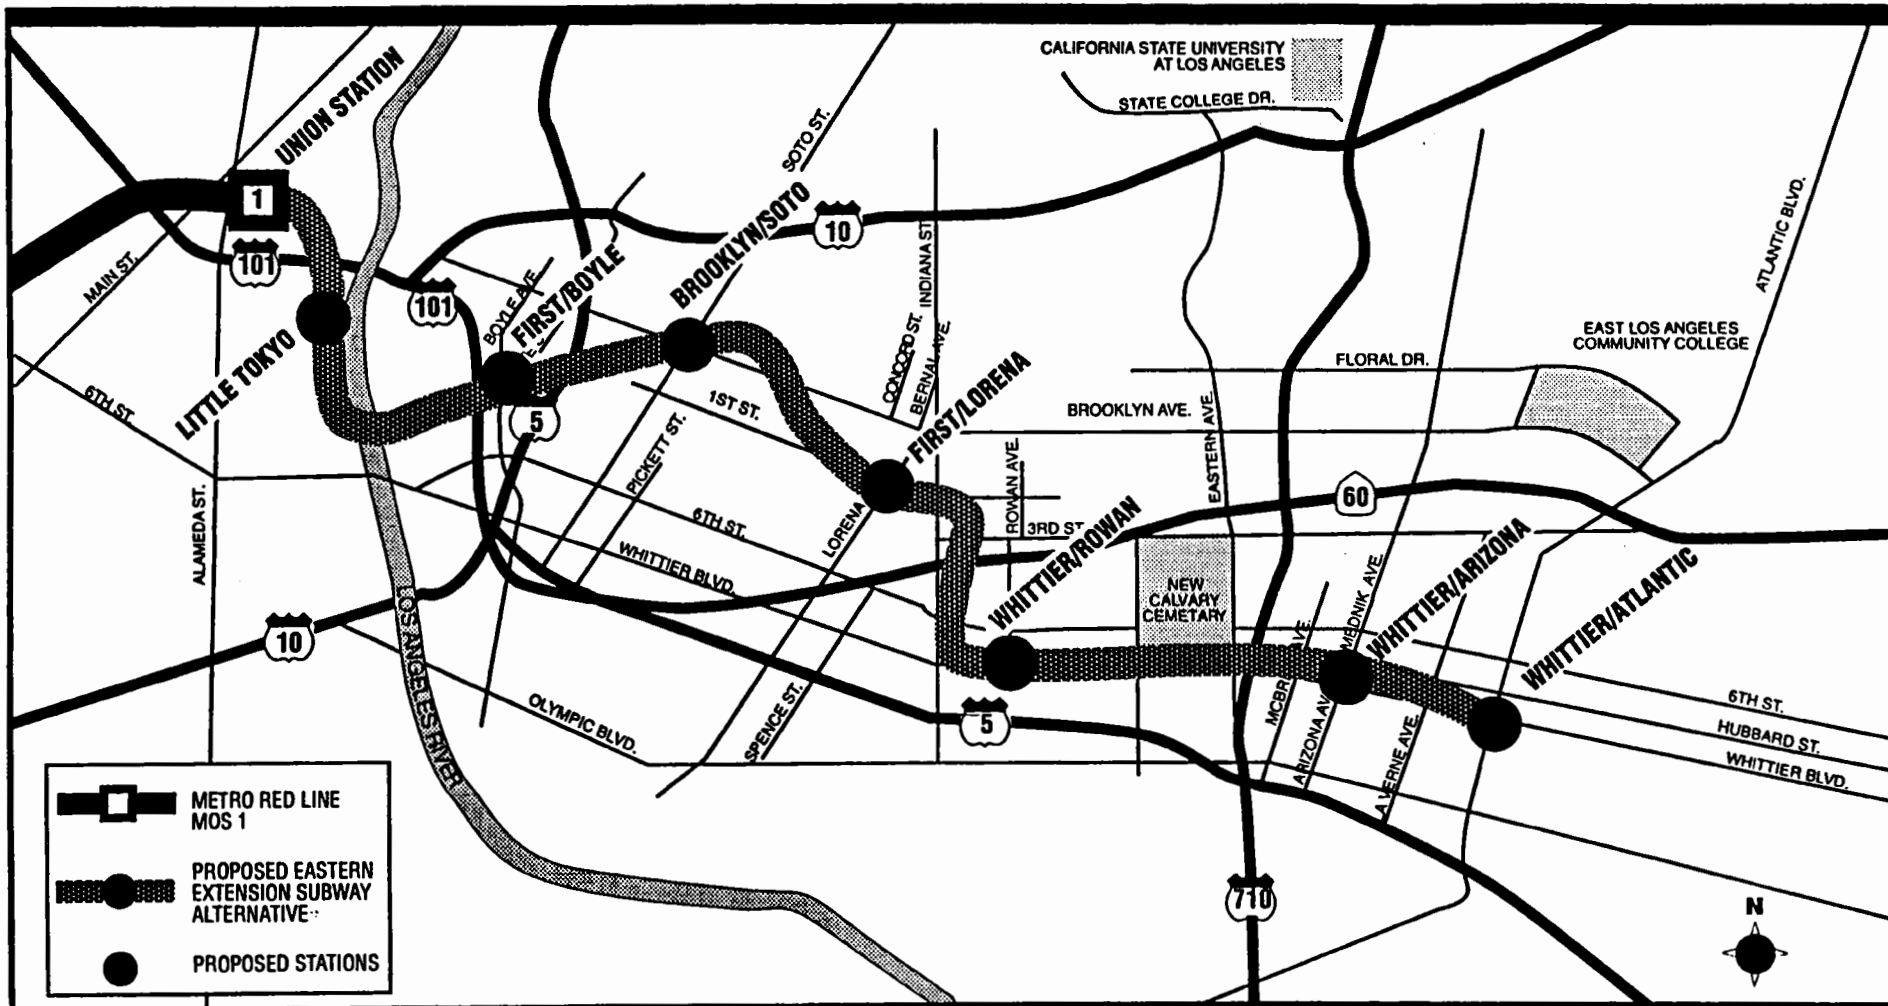 CALIFORNIA STATE UNIVERSITY
AT LOS ANGELES
STATE COLLEGE DR.
UNION STATION
1
SOTO ST.
10
ATLANTIC BLVD.
MAIN ST.
101
101
BROOKLYN/SOTO
BOYLE AVE.
FIRST/BOYLE
INDIANA ST.
CONCORD ST.
BERNAL AVE.
EAST LOS ANGELES
COMMUNITY COLLEGE
FLORAL DR.
LITTLE TOKYO
6TH ST.
5
1ST ST.
FIRST/LORENA
BROOKLYN AVE.
EASTERN AVE.
PICKETT ST.
ROWAN AVE.
60
ALAMEDA ST.
6TH ST.
LORENA
3RD ST.
WHITTIER BLVD.
WHITTIER/ROWAN
NEW
CALVARY
CEMETARY
MEDNIK AVE.
WHITTIER/ARIZONA
WHITTIER/ATLANTIC
10
LOS ANGELES RIVER
OLYMPIC BLVD.
SPENCE ST.
5
ARIZONA AV
A VERNE AVE.
6TH ST.
HUBBARD ST.
WHITTIER BLVD.
710
METRO RED LINE
MOS 1
PROPOSED EASTERN
EXTENSION SUBWAY
ALTERNATIVE
PROPOSED STATIONS
N